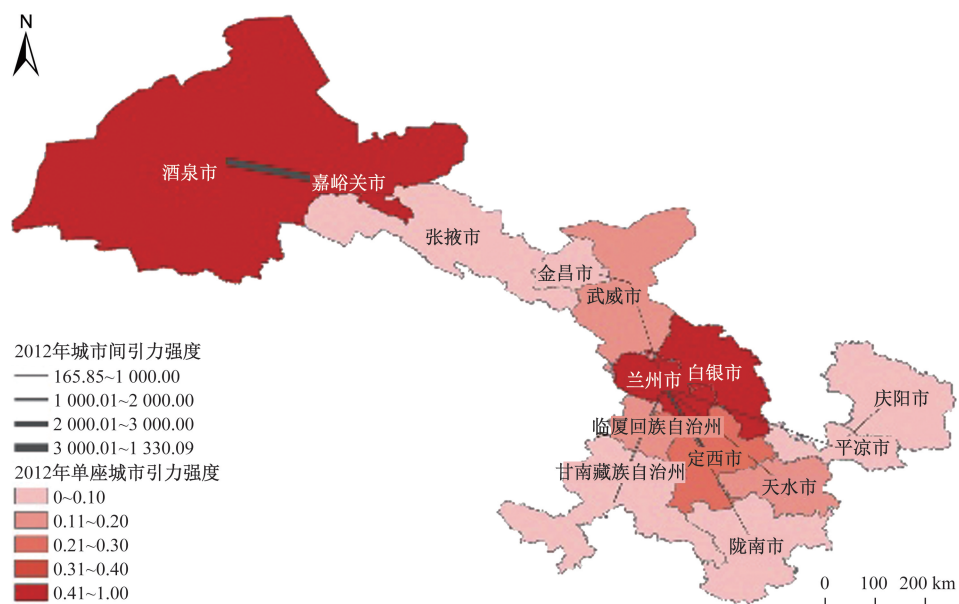 N
酒泉市
嘉峪关市
张掖市
金昌市
武威市
兰州市
白银市
庆阳市
临夏回族自治州
平凉市
定西市
甘南藏族自治州
天水市
陇南市
2012年城市间引力强度
165.85~1 000.00
1 000.01~2 000.00
2 000.01~3 000.00
3 000.01~1 330.09
2012年单座城市引力强度
0~0.10
0.11~0.20
0.21~0.30
0.31~0.40
0.41~1.00
0 100 200 km